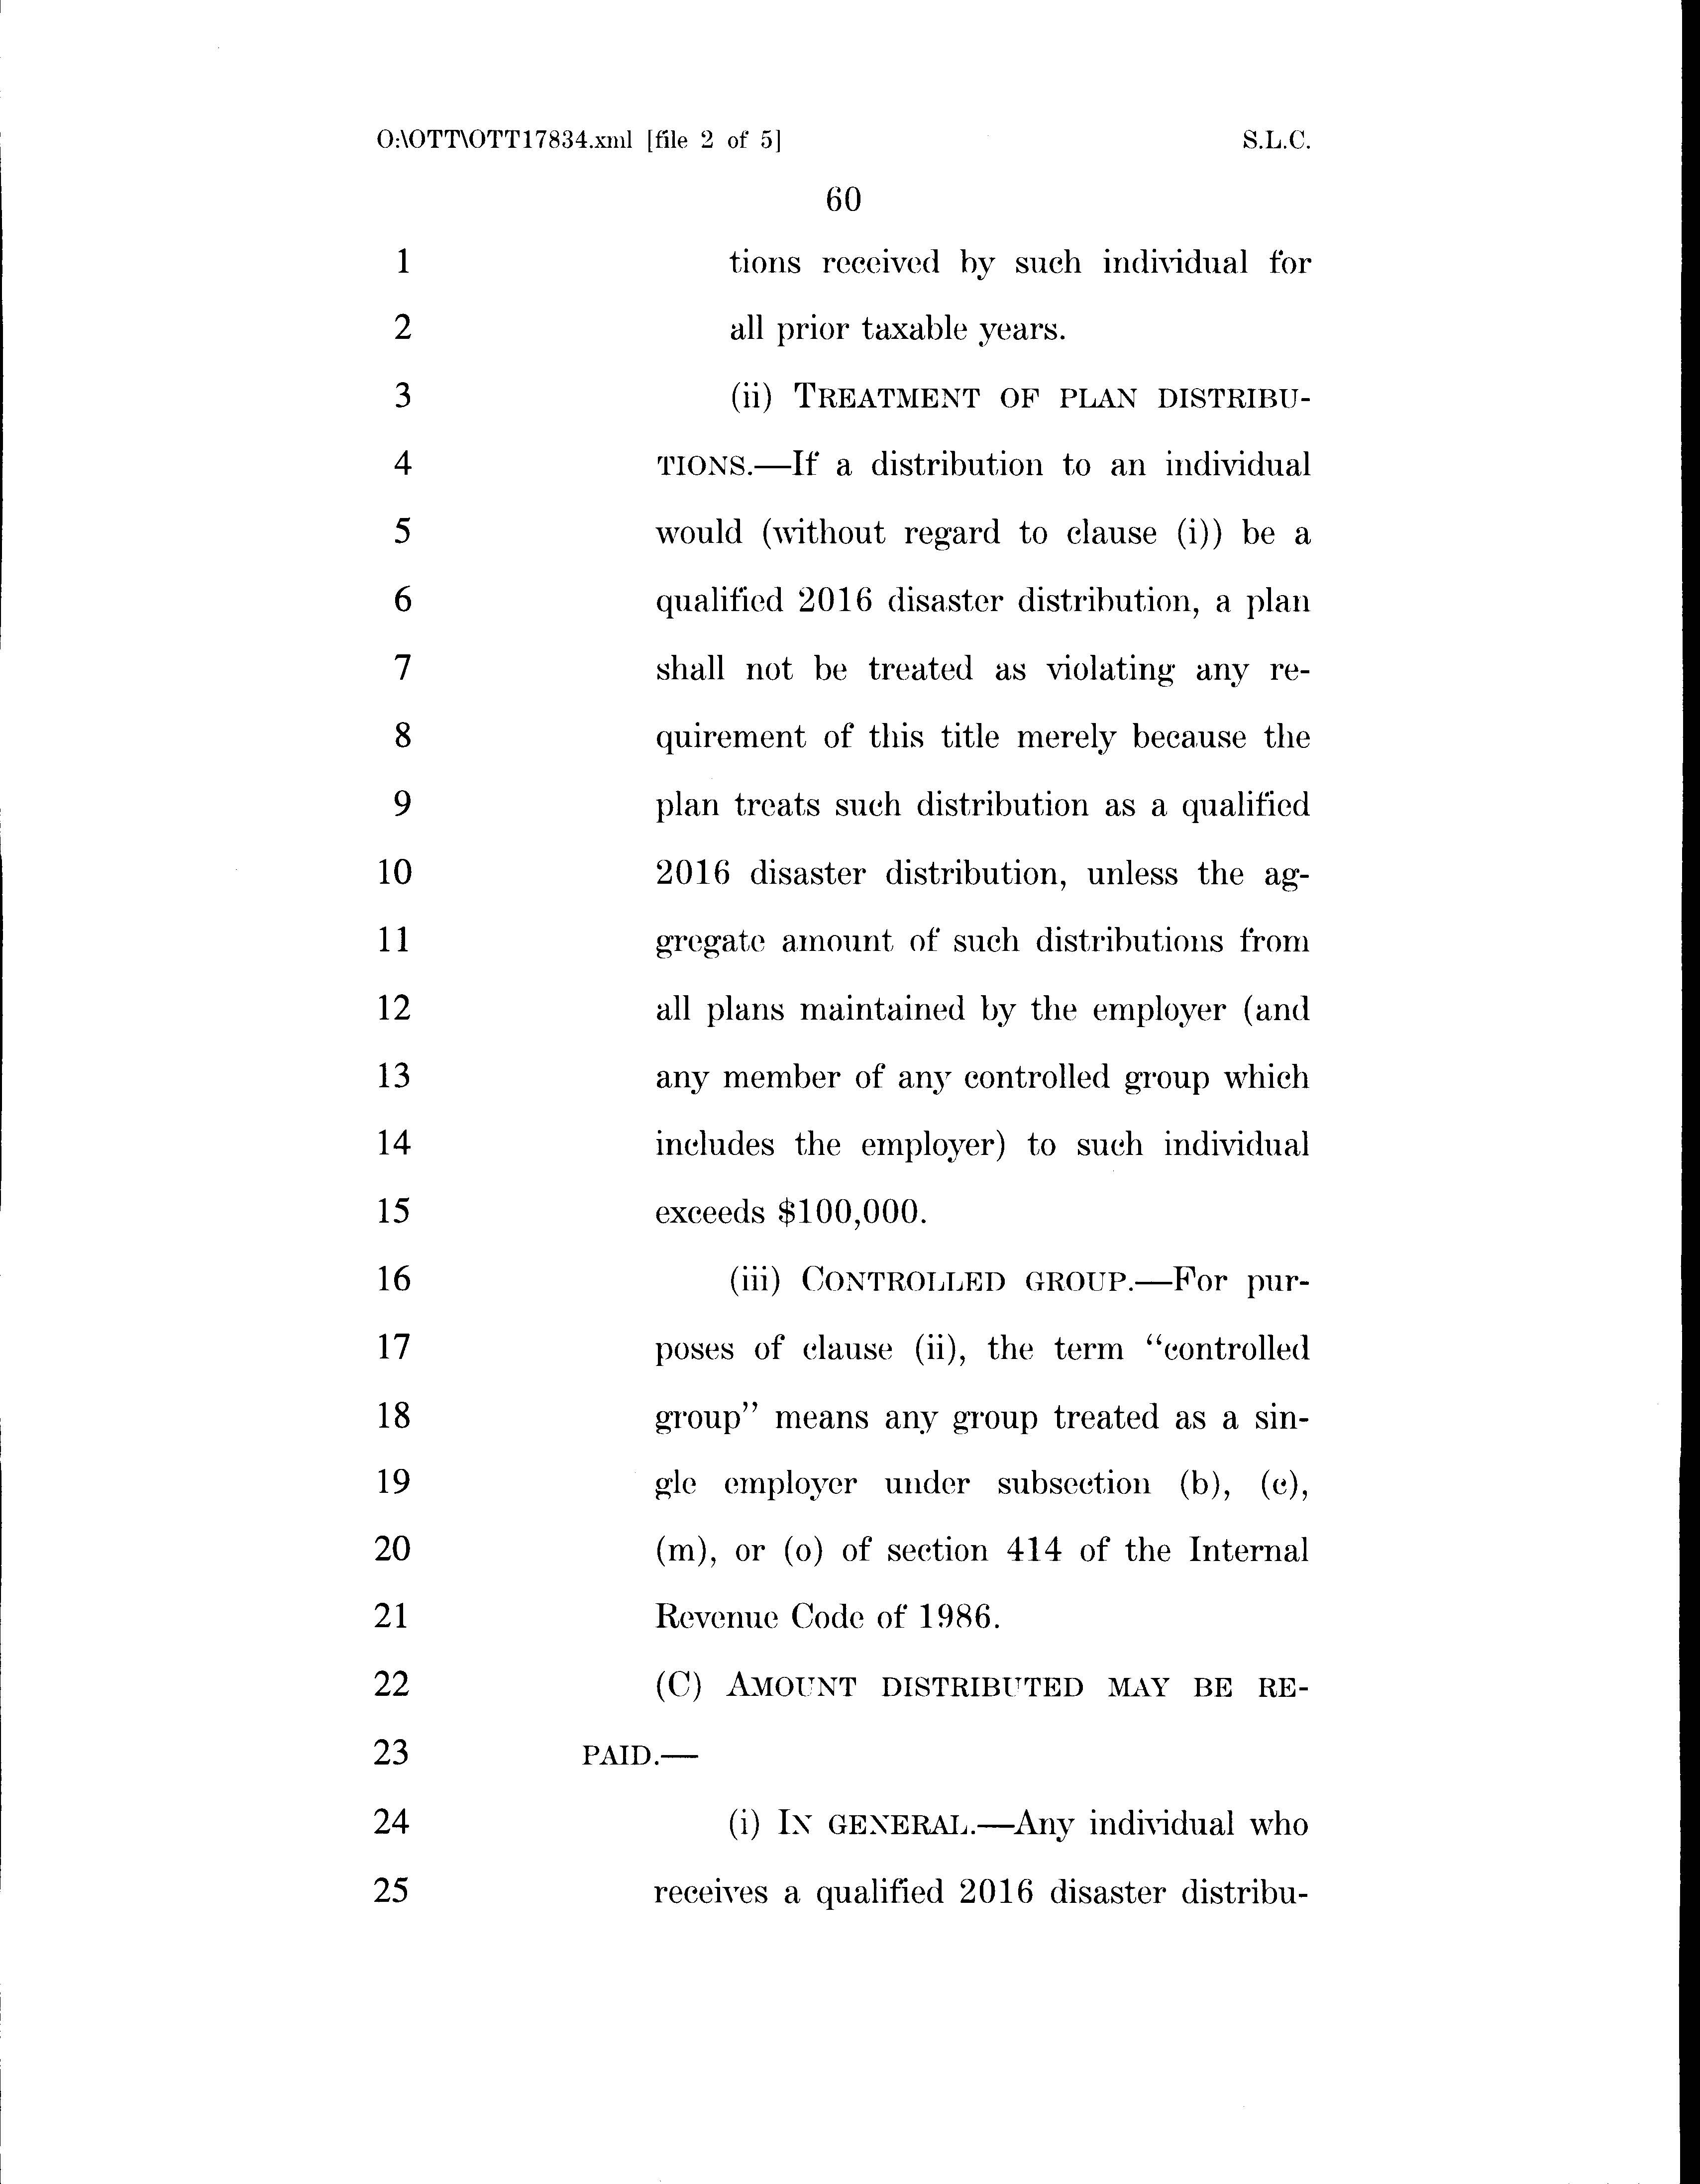 O:\OTT\OTT17834.xml [file 2 of 5] S.L.C.
60
1 tions received by such individual for
2 all prior taxable years.
3 (ii) TREATMENT OF PLAN DISTRIBU-
4 TIONS.—If a distribution to an individual
5 would (without regard to clause (i)) be a
6 qualified 2016 disaster distribution, a plan
7 shall not be treated as violating any re-
8 quirement of this title merely because the
9 plan treats such distribution as a qualified
10 2016 disaster distribution, unless the ag-
11 gregate amount of such distributions from
12 all plans maintained by the employer (and
13 any member of any controlled group which
14 includes the employer) to such individual
15 exceeds $100,000.
16 (iii) CONTROLLED GROUP.—For pur-
17 poses of clause (ii), the term “controlled
18 group” means any group treated as a sin-
19 gle employer under subsection (b), (c),
20 (m), or (o) of section 414 of the Internal
21 Revenue Code of 1986.
22 (C) AMOUNT DISTRIBUTED MAY BE RE-
23 PAID.—
24 (i) IN GENERAL.—Any individual who
25 receives a qualified 2016 disaster distribu-